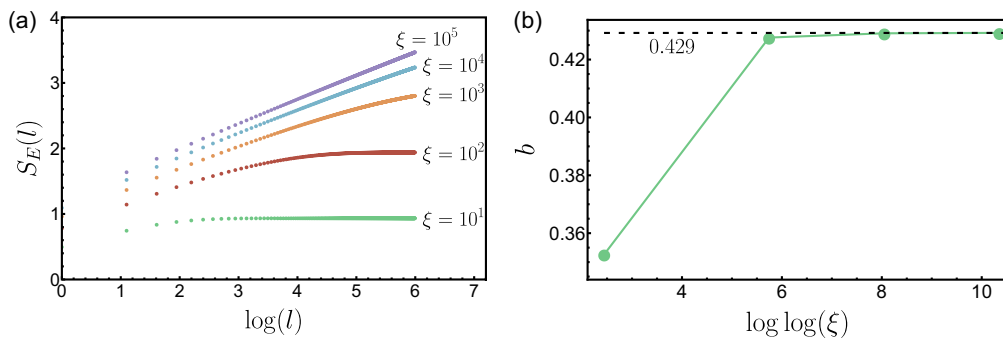 (a)
4
3
2
1
0
S_E(l)
ξ = 10^5
ξ = 10^4
ξ = 10^3
ξ = 10^2
ξ = 10^1
0 1 2 3 4 5 6 7
log(l)
(b)
0.42
0.40
0.38
0.36
b
0.429
4 6 8 10
log log(ξ)